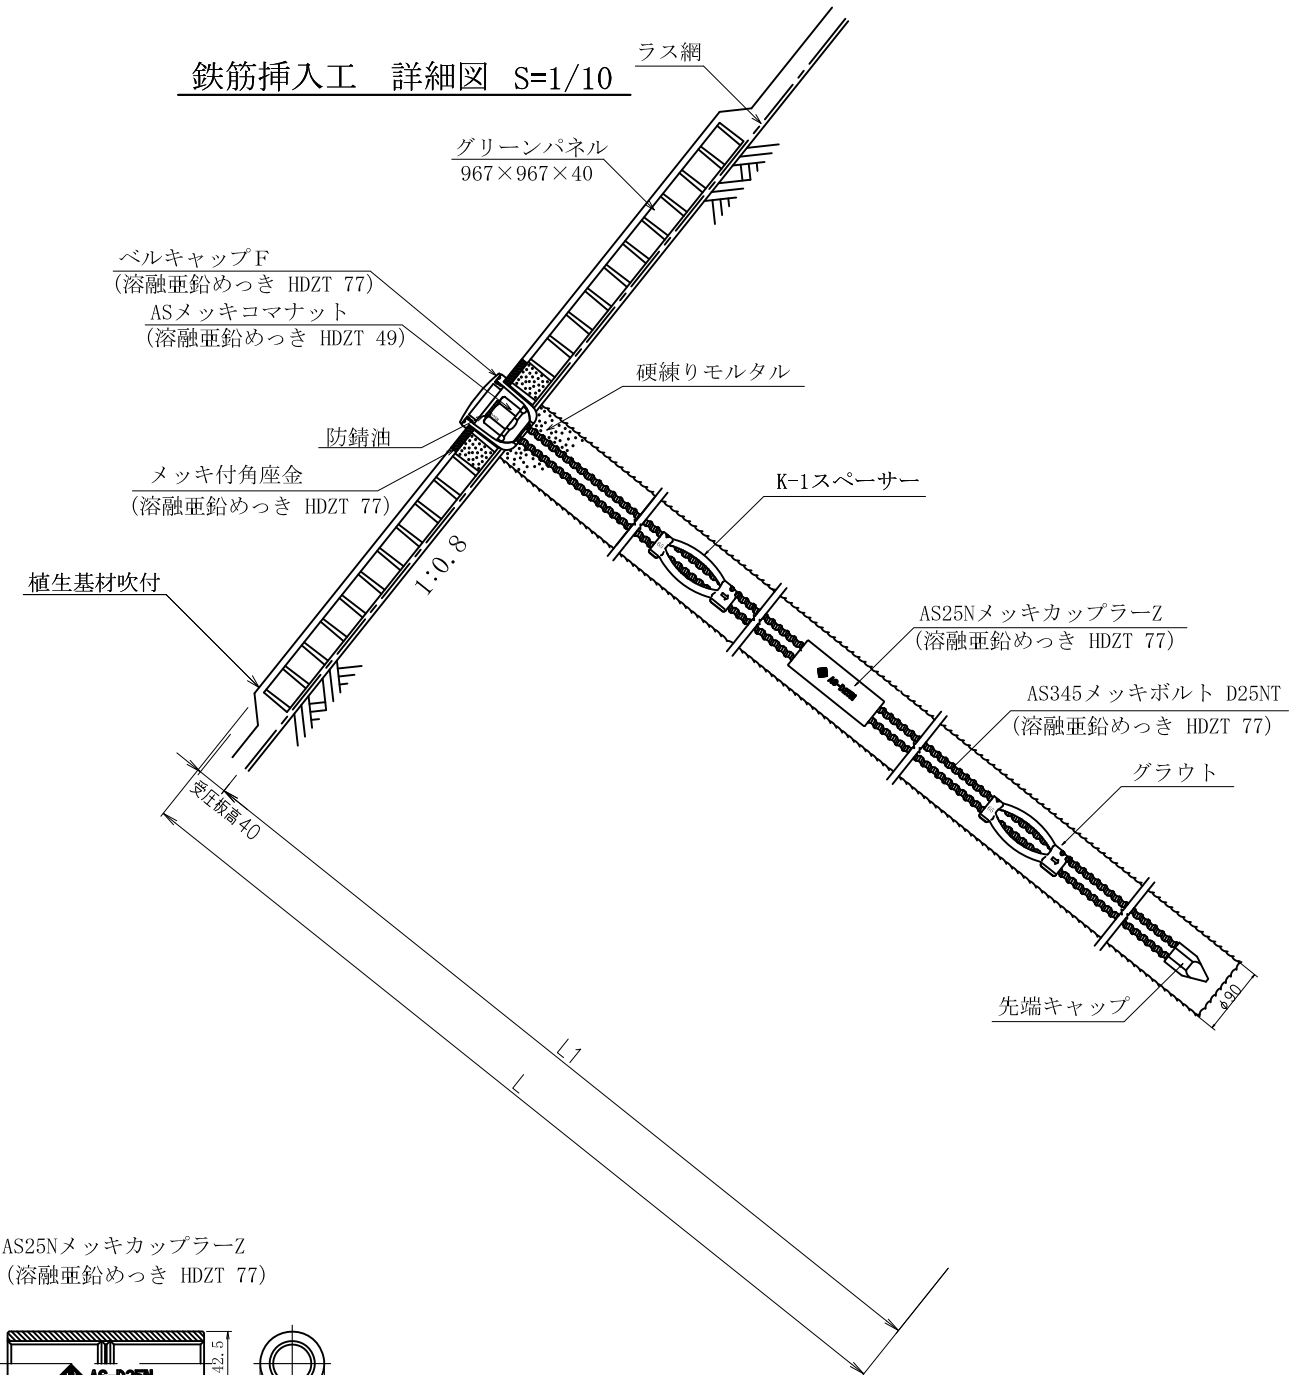 鉄筋挿入工　詳細図　S=1/10
ラス網
グリーンパネル
967×967×40
ベルキャップＦ
(溶融亜鉛めっき HDZT 77)
ASメッキコマナット
(溶融亜鉛めっき HDZT 49)
硬練りモルタル
防錆油
メッキ付角座金
(溶融亜鉛めっき HDZT 77)
K-1スペーサー
1:0.8
植生基材吹付
AS25NメッキカップラーZ
(溶融亜鉛めっき HDZT 77)
AS345メッキボルト D25NT
(溶融亜鉛めっき HDZT 77)
グラウト
受圧板高40
先端キャップ
φ90
L1
L
AS25NメッキカップラーZ
(溶融亜鉛めっき HDZT 77)
42.5